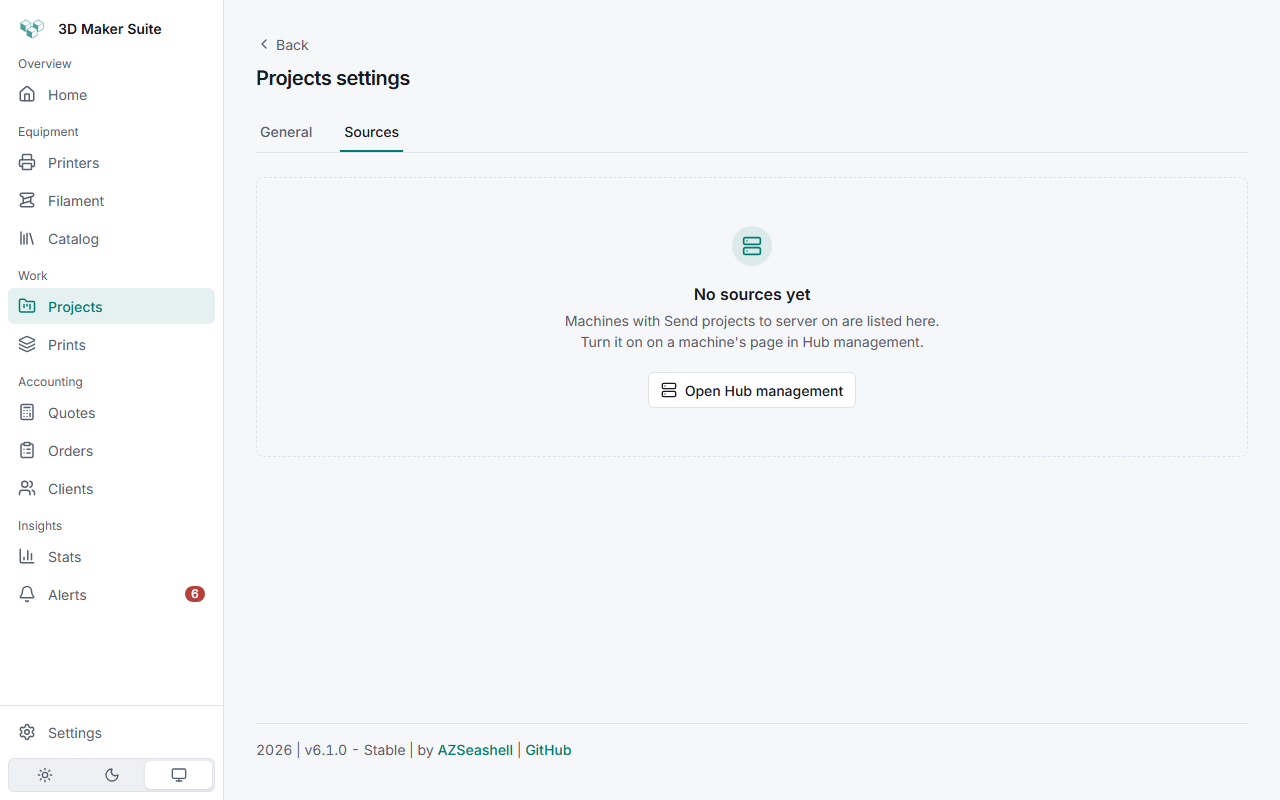 3D Maker Suite
Overview
Home
Equipment
Printers
Filament
Catalog
Work
Projects
Prints
Accounting
Quotes
Orders
Clients
Insights
Stats
Alerts 6
Settings
Back
Projects settings
General Sources
No sources yet
Machines with Send projects to server on are listed here.
Turn it on on a machine's page in Hub management.
Open Hub management
2026 | v6.1.0 - Stable | by AZSeashell | GitHub